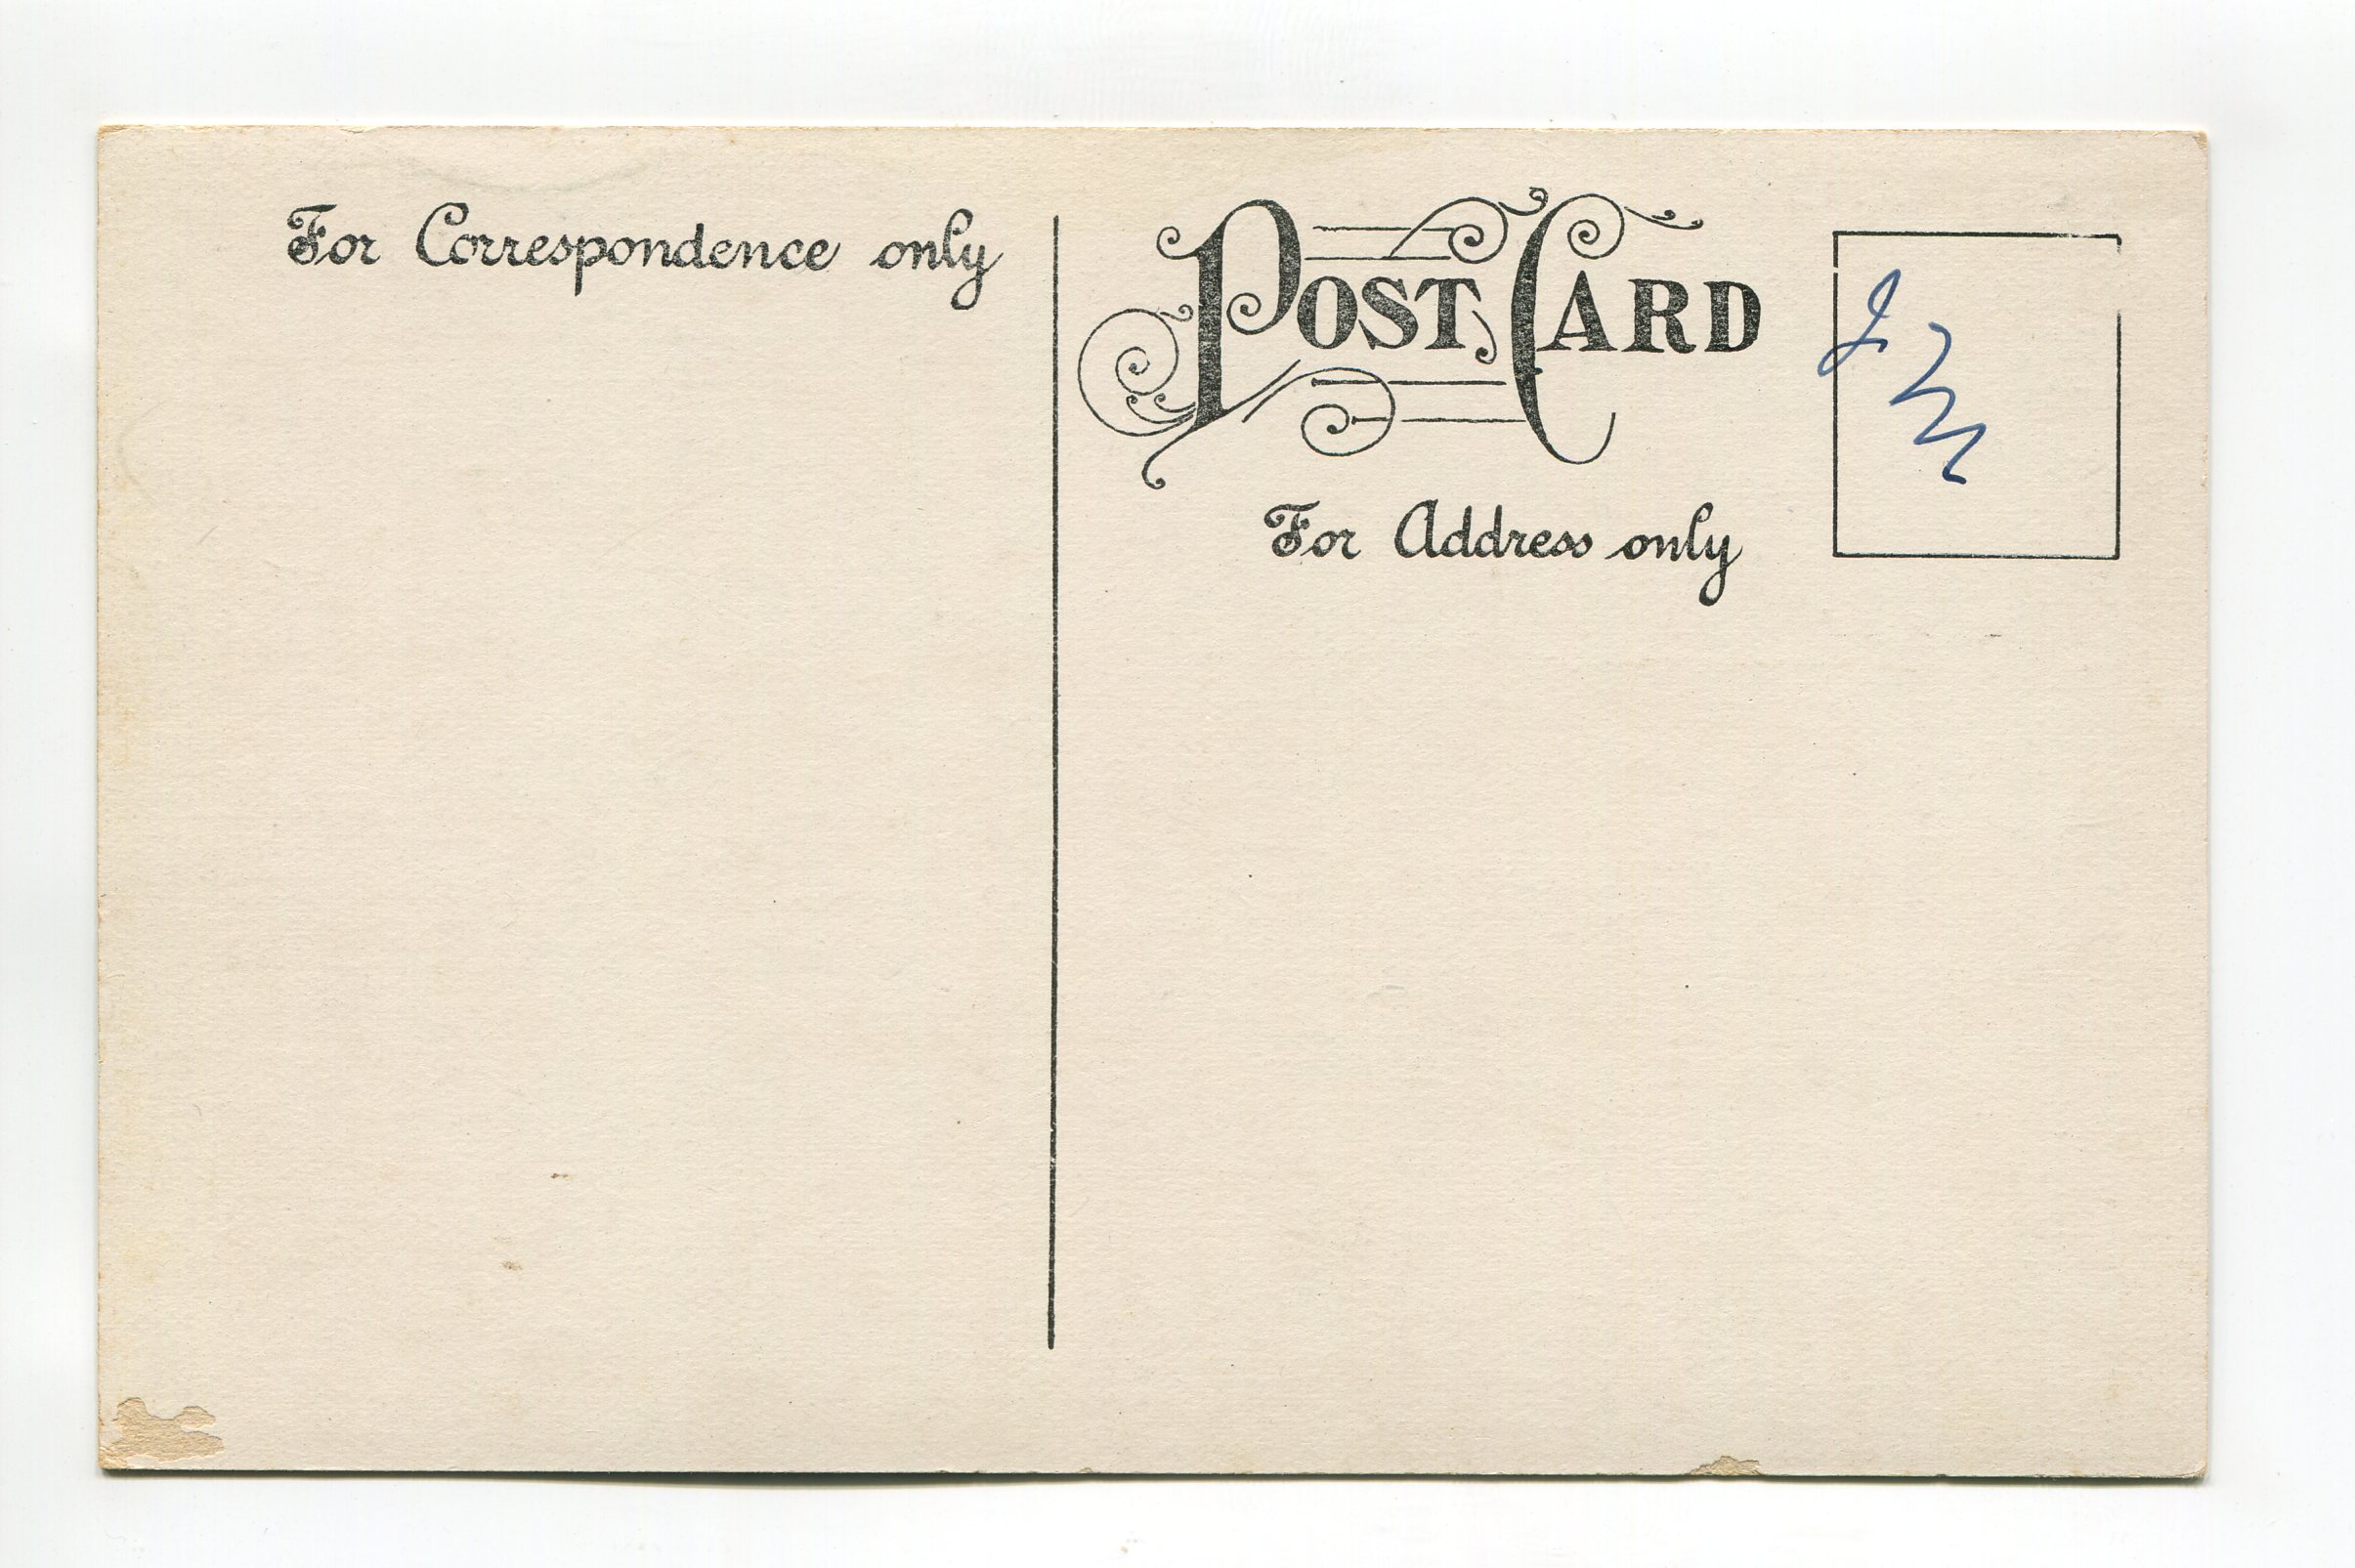 For Correspondence only
POST CARD
For Address only